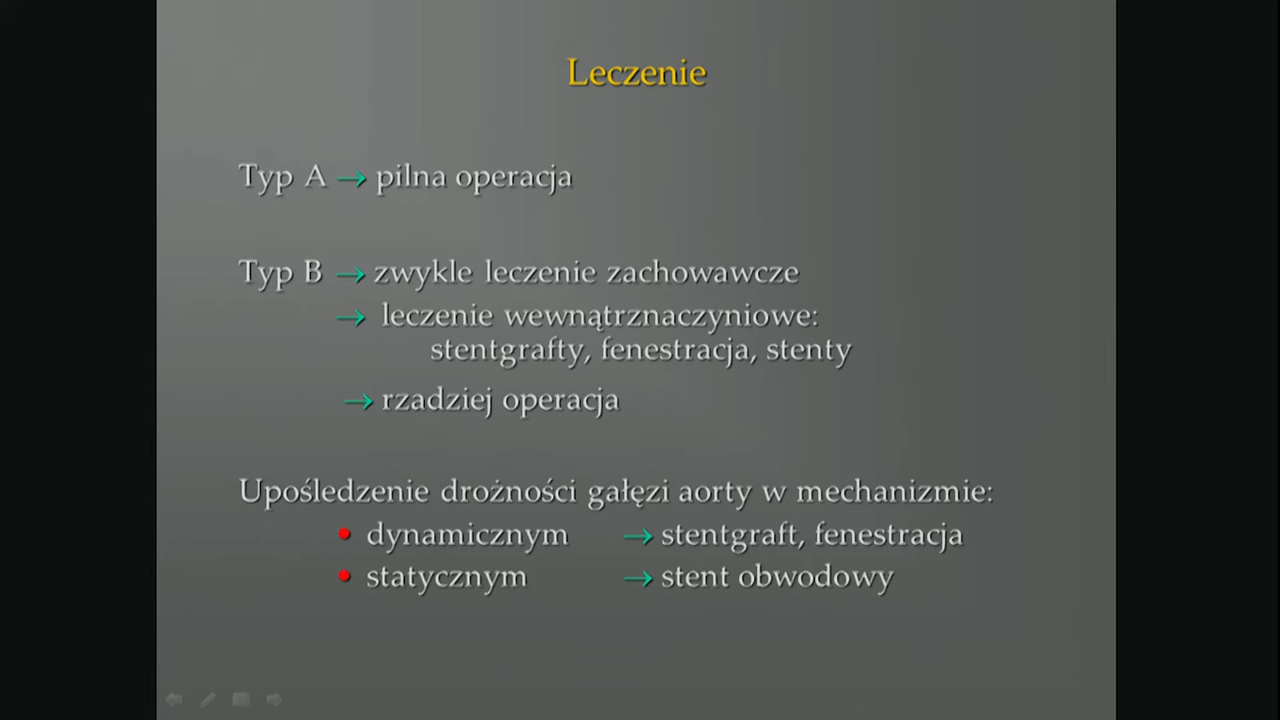 Leczenie
Typ A → pilna operacja
Typ B → zwykle leczenie zachowawcze
→ leczenie wewnątrznaczyniowe:
stentgrafty, fenestracja, stenty
→ rzadziej operacja
Upośledzenie drożności gałęzi aorty w mechanizmie:
• dynamicznym → stentgraft, fenestracja
• statycznym → stent obwodowy